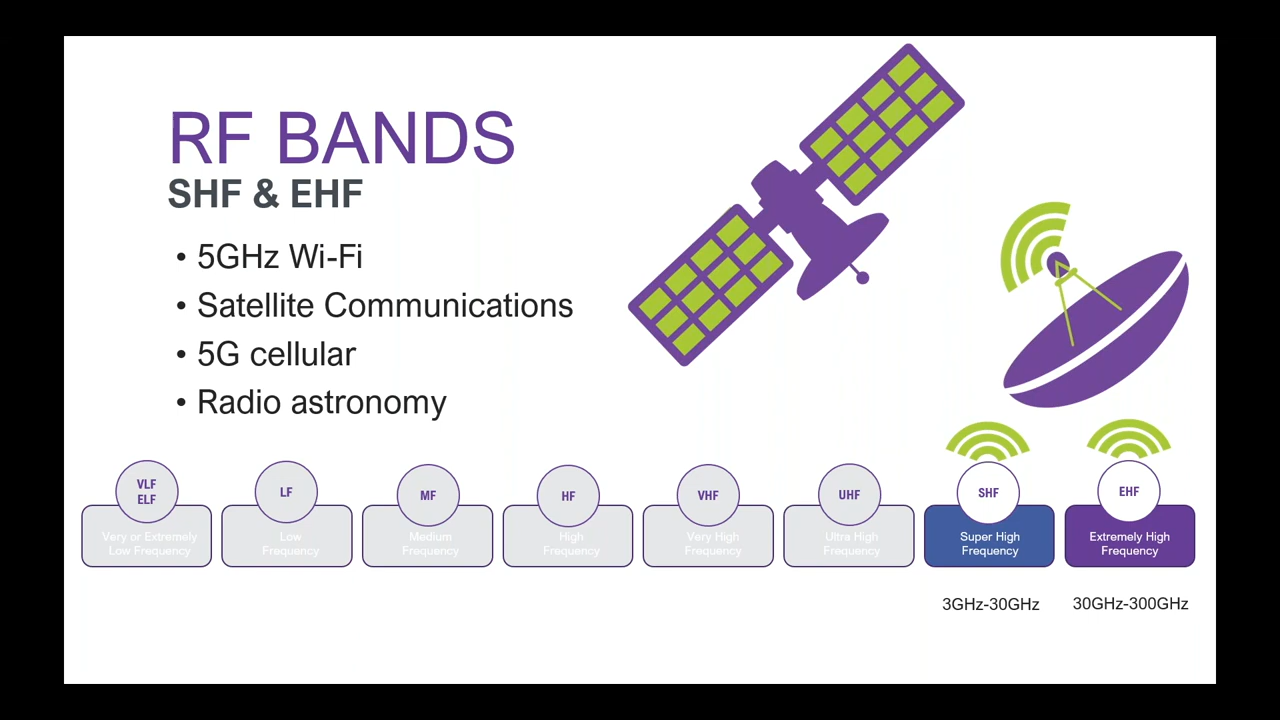 RF BANDS
SHF & EHF
• 5GHz Wi-Fi
• Satellite Communications
• 5G cellular
• Radio astronomy
VLF
ELF
Very or Extremely
Low Frequency
LF
Low
Frequency
MF
Medium
Frequency
HF
High
Frequency
VHF
Very High
Frequency
UHF
Ultra High
Frequency
SHF
Super High
Frequency
3GHz-30GHz
EHF
Extremely High
Frequency
30GHz-300GHz